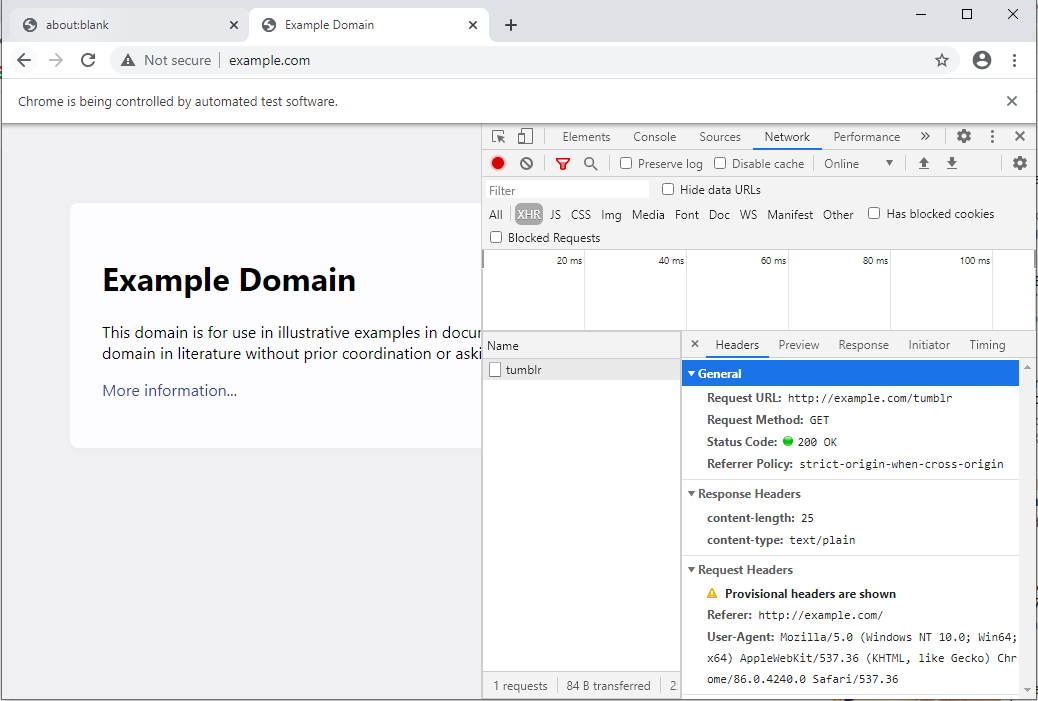 about:blank
Example Domain
Not secure
example.com
Chrome is being controlled by automated test software.
Elements Console Sources Network Performance
Preserve log Disable cache Online
Filter Hide data URLs
All XHR JS CSS Img Media Font Doc WS Manifest Other Has blocked cookies
Blocked Requests
20 ms 40 ms 60 ms 80 ms 100 ms
Example Domain
This domain is for use in illustrative examples in docu
domain in literature without prior coordination or aski
More information...
Name
tumblr
1 requests 84 B transferred 2
Headers Preview Response Initiator Timing
General
Request URL: http://example.com/tumblr
Request Method: GET
Status Code: 200 OK
Referrer Policy: strict-origin-when-cross-origin
Response Headers
content-length: 25
content-type: text/plain
Request Headers
Provisional headers are shown
Referer: http://example.com/
User-Agent: Mozilla/5.0 (Windows NT 10.0; Win64;
x64) AppleWebKit/537.36 (KHTML, like Gecko) Chr
ome/86.0.4240.0 Safari/537.36